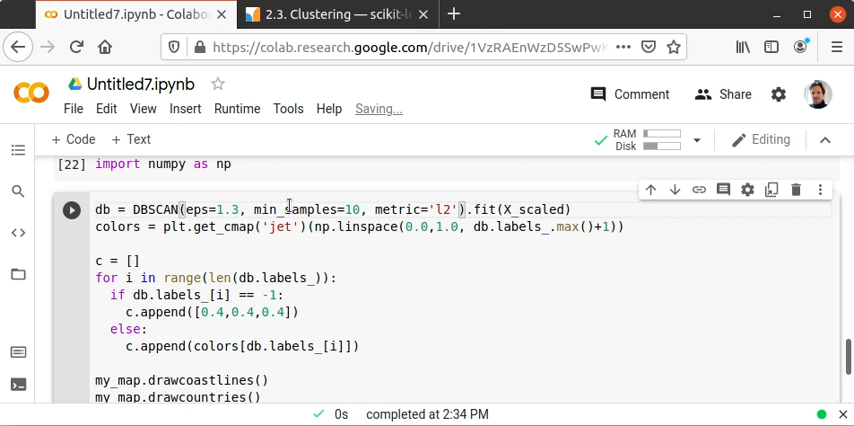 Untitled7.ipynb - Colabo
2.3. Clustering — scikit-le
https://colab.research.google.com/drive/1VzRAEnWzD5SwPwK
Untitled7.ipynb
File Edit View Insert Runtime Tools Help Saving...
Comment
Share
+ Code + Text
RAM
Disk
Editing
[22] import numpy as np
db = DBSCAN(eps=1.3, min_samples=10, metric='l2').fit(X_scaled)
colors = plt.get_cmap('jet')(np.linspace(0.0,1.0, db.labels_.max()+1))
c = []
for i in range(len(db.labels_)):
if db.labels_[i] == -1:
c.append([0.4,0.4,0.4])
else:
c.append(colors[db.labels_[i]])
my_map.drawcoastlines()
my_map.drawcountries()
0s completed at 2:34 PM